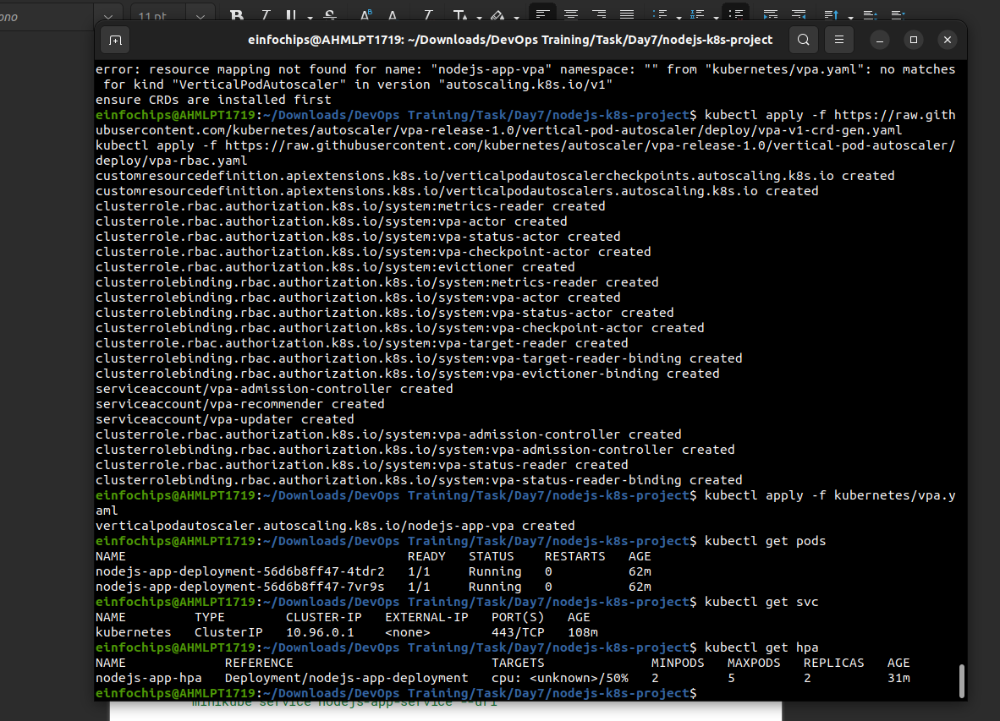 ono
11 pt
einfochips@AHMLPT1719: ~/Downloads/DevOps Training/Task/Day7/nodejs-k8s-project
error: resource mapping not found for name: "nodejs-app-vpa" namespace: "" from "kubernetes/vpa.yaml": no matches
 for kind "VerticalPodAutoscaler" in version "autoscaling.k8s.io/v1"
ensure CRDs are installed first
einfochips@AHMLPT1719:~/Downloads/DevOps Training/Task/Day7/nodejs-k8s-project$ kubectl apply -f https://raw.gith
ubusercontent.com/kubernetes/autoscaler/vpa-release-1.0/vertical-pod-autoscaler/deploy/vpa-v1-crd-gen.yaml
kubectl apply -f https://raw.githubusercontent.com/kubernetes/autoscaler/vpa-release-1.0/vertical-pod-autoscaler/
deploy/vpa-rbac.yaml
customresourcedefinition.apiextensions.k8s.io/verticalpodautoscalercheckpoints.autoscaling.k8s.io created
customresourcedefinition.apiextensions.k8s.io/verticalpodautoscalers.autoscaling.k8s.io created
clusterrole.rbac.authorization.k8s.io/system:metrics-reader created
clusterrole.rbac.authorization.k8s.io/system:vpa-actor created
clusterrole.rbac.authorization.k8s.io/system:vpa-status-actor created
clusterrole.rbac.authorization.k8s.io/system:vpa-checkpoint-actor created
clusterrole.rbac.authorization.k8s.io/system:evictioner created
clusterrolebinding.rbac.authorization.k8s.io/system:metrics-reader created
clusterrolebinding.rbac.authorization.k8s.io/system:vpa-actor created
clusterrolebinding.rbac.authorization.k8s.io/system:vpa-status-actor created
clusterrolebinding.rbac.authorization.k8s.io/system:vpa-checkpoint-actor created
clusterrole.rbac.authorization.k8s.io/system:vpa-target-reader created
clusterrolebinding.rbac.authorization.k8s.io/system:vpa-target-reader-binding created
clusterrolebinding.rbac.authorization.k8s.io/system:vpa-evictioner-binding created
serviceaccount/vpa-admission-controller created
serviceaccount/vpa-recommender created
serviceaccount/vpa-updater created
clusterrole.rbac.authorization.k8s.io/system:vpa-admission-controller created
clusterrolebinding.rbac.authorization.k8s.io/system:vpa-admission-controller created
clusterrole.rbac.authorization.k8s.io/system:vpa-status-reader created
clusterrolebinding.rbac.authorization.k8s.io/system:vpa-status-reader-binding created
einfochips@AHMLPT1719:~/Downloads/DevOps Training/Task/Day7/nodejs-k8s-project$ kubectl apply -f kubernetes/vpa.y
aml
verticalpodautoscaler.autoscaling.k8s.io/nodejs-app-vpa created
einfochips@AHMLPT1719:~/Downloads/DevOps Training/Task/Day7/nodejs-k8s-project$ kubectl get pods
NAME READY STATUS RESTARTS AGE
nodejs-app-deployment-56d6b8ff47-4tdr2 1/1 Running 0 62m
nodejs-app-deployment-56d6b8ff47-7vr9s 1/1 Running 0 62m
einfochips@AHMLPT1719:~/Downloads/DevOps Training/Task/Day7/nodejs-k8s-project$ kubectl get svc
NAME TYPE CLUSTER-IP EXTERNAL-IP PORT(S) AGE
kubernetes ClusterIP 10.96.0.1 <none> 443/TCP 108m
einfochips@AHMLPT1719:~/Downloads/DevOps Training/Task/Day7/nodejs-k8s-project$ kubectl get hpa
NAME REFERENCE TARGETS MINPODS MAXPODS REPLICAS AGE
nodejs-app-hpa Deployment/nodejs-app-deployment cpu: <unknown>/50% 2 5 2 31m
einfochips@AHMLPT1719:~/Downloads/DevOps Training/Task/Day7/nodejs-k8s-project$
minikube service nodejs-app-service --url